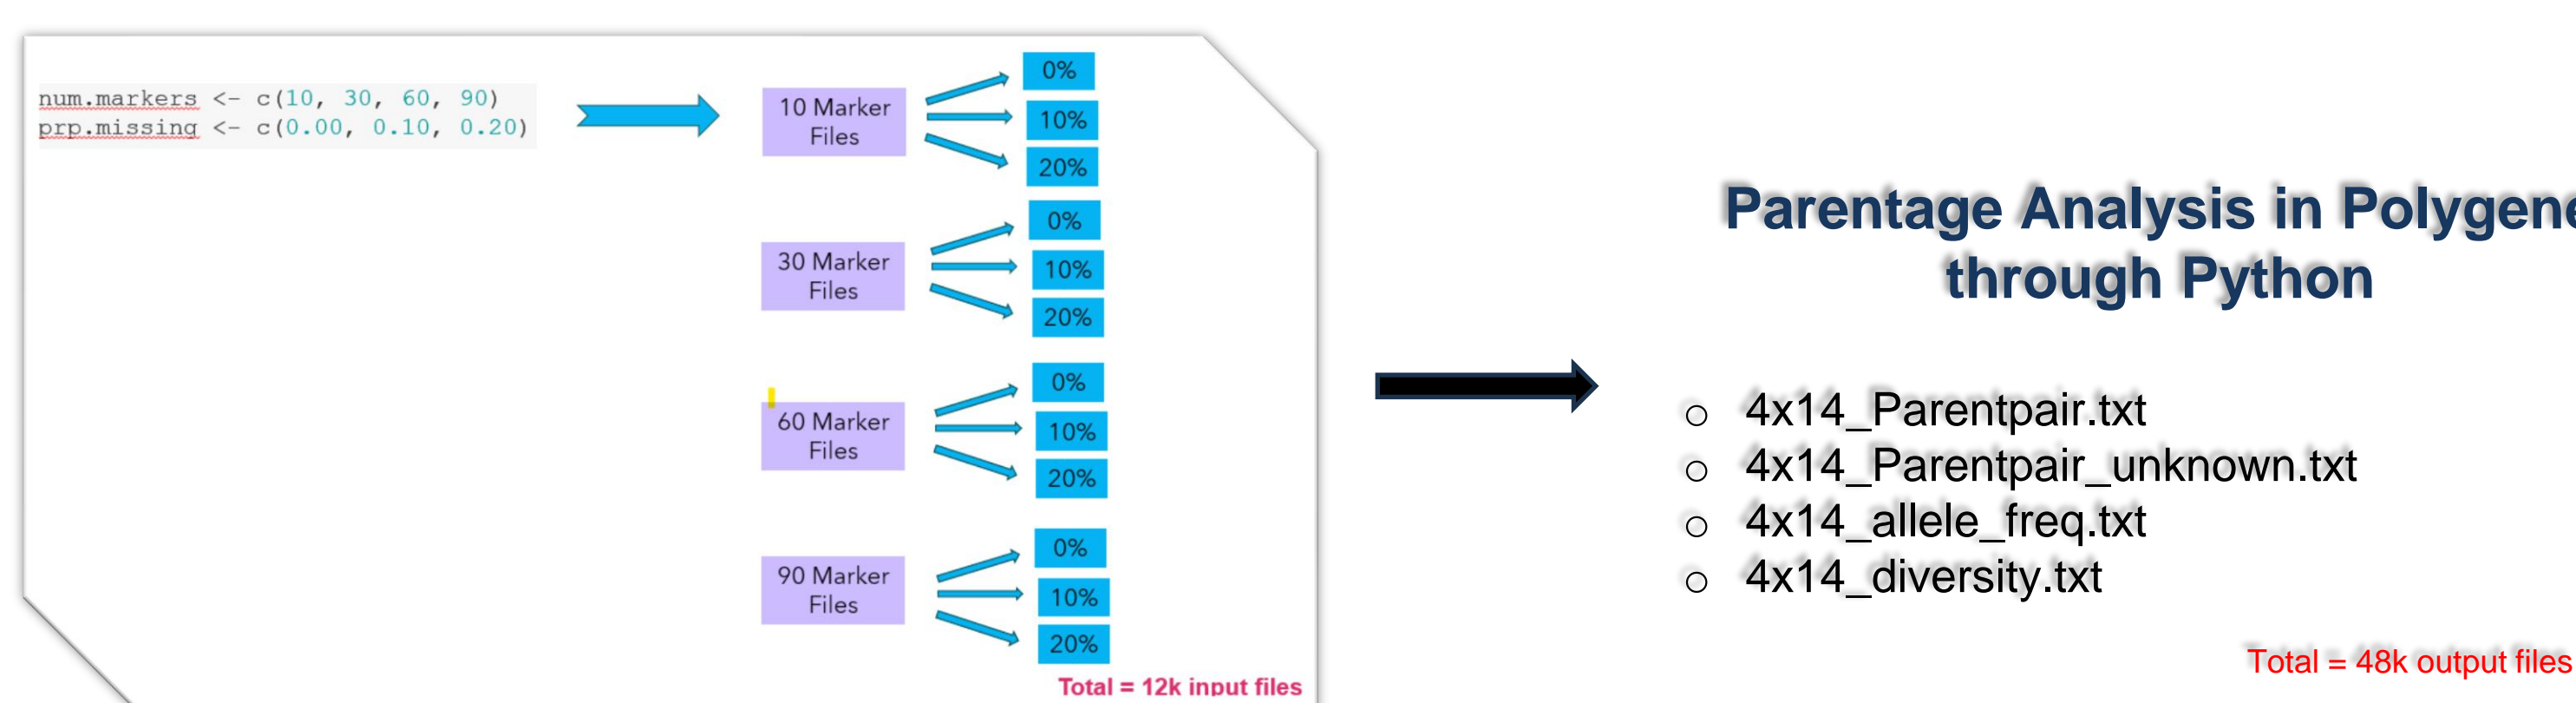 num.markers <- c(10, 30, 60, 90)
prp.missing <- c(0.00, 0.10, 0.20)
10 Marker
Files
0%
10%
20%
30 Marker
Files
0%
10%
20%
60 Marker
Files
0%
10%
20%
90 Marker
Files
0%
10%
20%
Total = 12k input files
Parentage Analysis in Polygene
through Python
4x14_Parentpair.txt
4x14_Parentpair_unknown.txt
4x14_allele_freq.txt
4x14_diversity.txt
Total = 48k output files